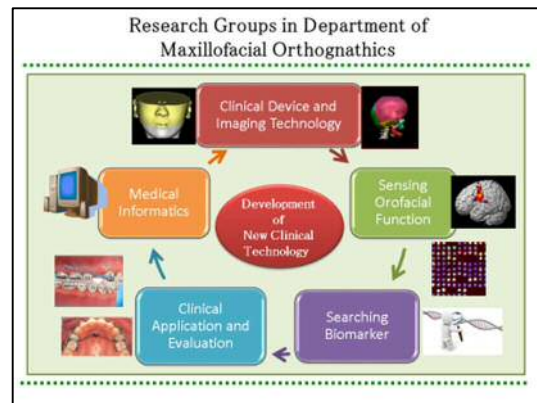 Research Groups in Department of
Maxillofacial Orthognathics
Clinical Device and
Imaging Technology
Medical
Informatics
Development
of
New Clinical
Technology
Sensing
Orofacial
Function
Clinical
Application and
Evaluation
Searching
Biomarker